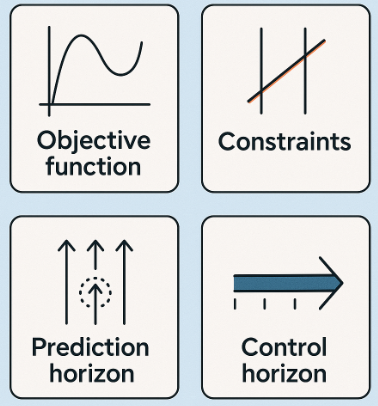 Objective
function
Constraints
Prediction
horizon
Control
horizon